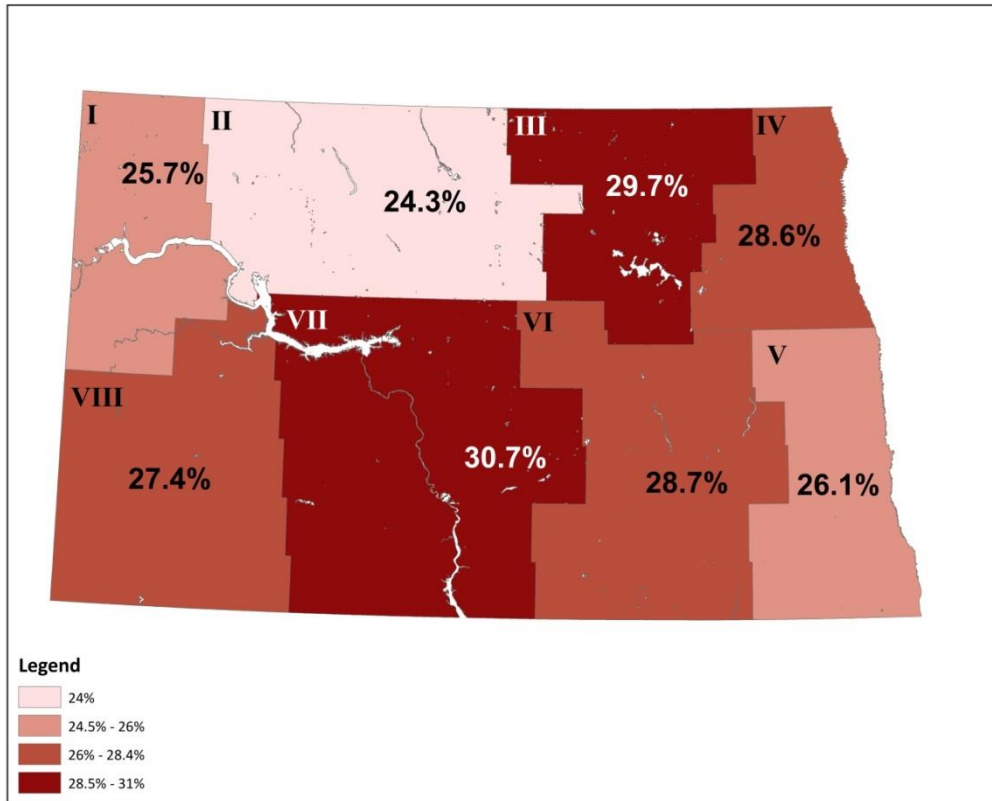 I
II
III
IV
25.7%
24.3%
29.7%
28.6%
VII
VI
V
VIII
27.4%
30.7%
28.7%
26.1%
Legend
24%
24.5% - 26%
26% - 28.4%
28.5% - 31%